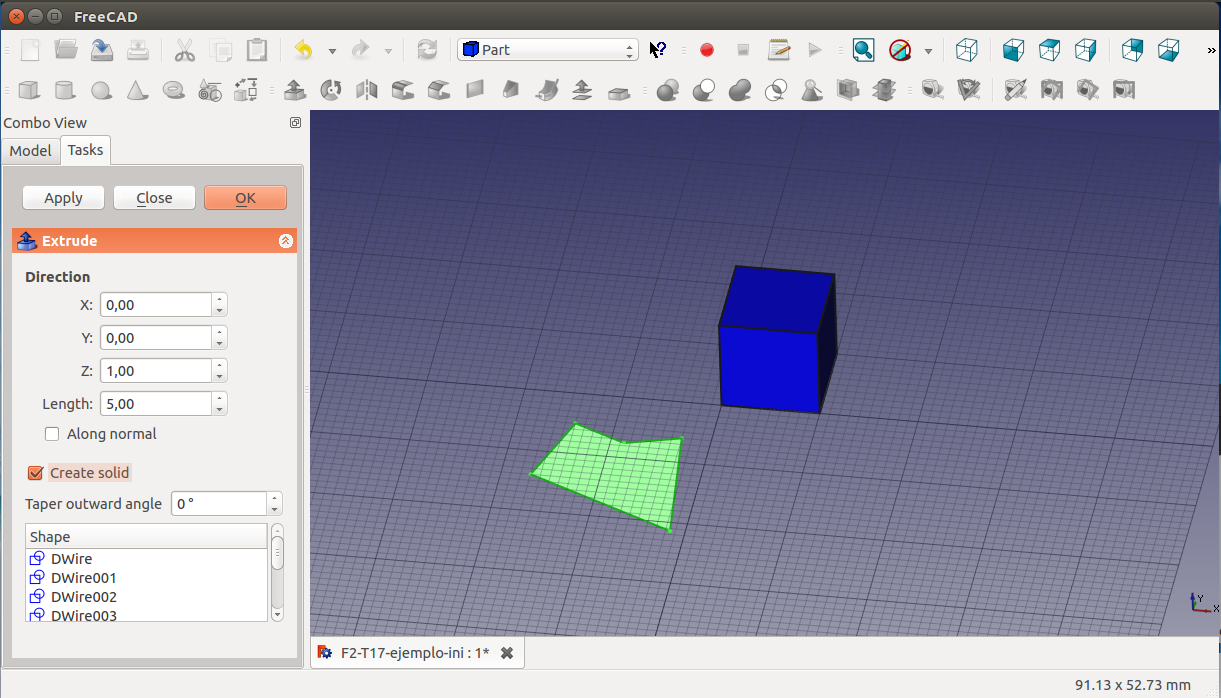 FreeCAD
Part
Combo View
Model Tasks
Apply Close OK
Extrude
Direction
X: 0,00
Y: 0,00
Z: 1,00
Length: 5,00
Along normal
Create solid
Taper outward angle 0 °
Shape
DWire
DWire001
DWire002
DWire003
Y
X
F2-T17-ejemplo-ini : 1*
91.13 x 52.73 mm